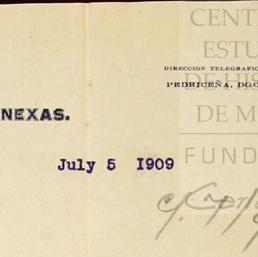 CENT
ESTU
DIRECCION TELEGRAFIC
DE HIS
PEDRICEÑA, DGO
DE M
NEXAS.
FUND
July 5 1909